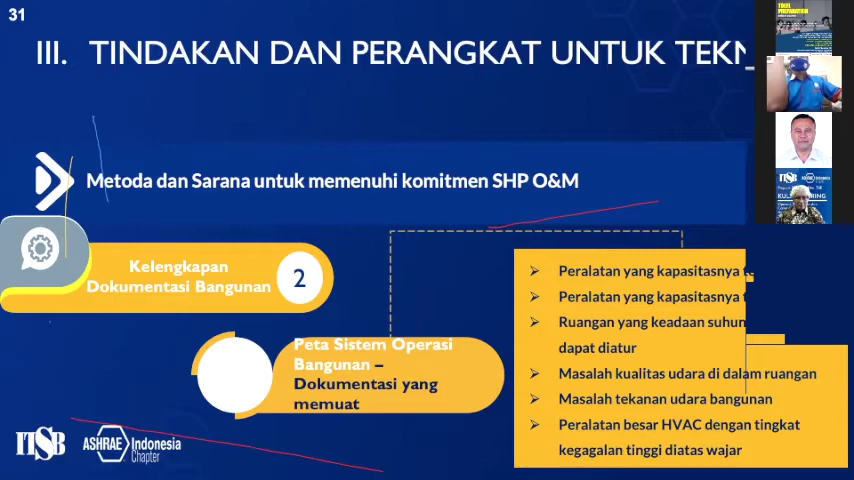 31
III. TINDAKAN DAN PERANGKAT UNTUK
Metoda dan Sarana untuk memenuhi komitmen SHP O&M
Kelengkapan
Dokumentasi Bangunan
2
Peta Sistem Operasi
Bangunan –
Dokumentasi yang
memuat
Peralatan yang kapasitasnya
Peralatan yang kapasitasnya
Ruangan yang keadaan
dapat diatur
Masalah kualitas udara di dalam ruangan
Masalah tekanan udara bangunan
Peralatan besar HVAC dengan tingkat
kegagalan tinggi diatas wajar
ITSB
ASHRAE Indonesia
Chapter
TOEFL
PREPARATION